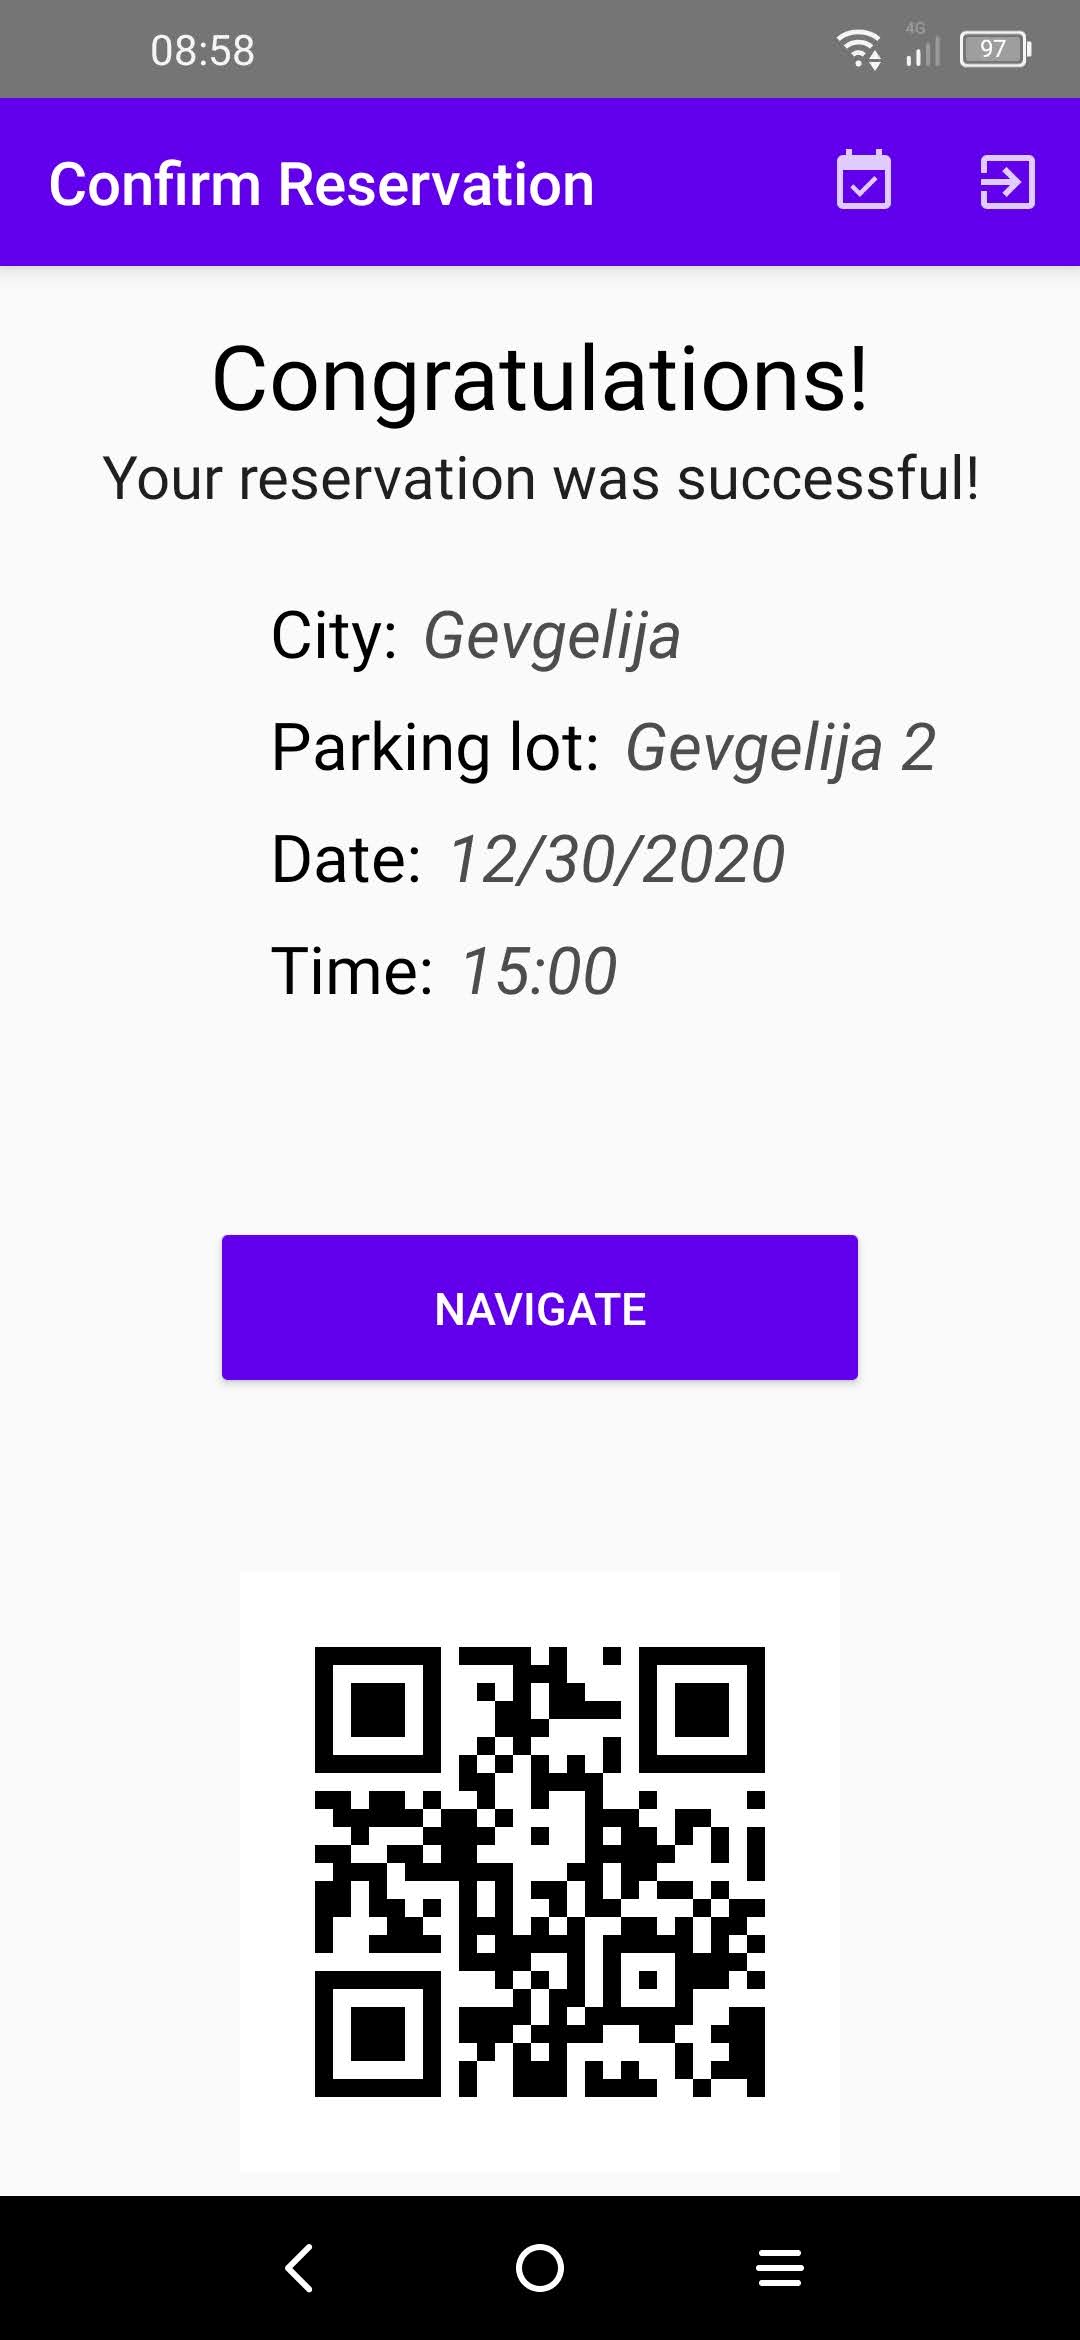 08:58
4G
97
Confirm Reservation
Congratulations!
Your reservation was successful!
City: Gevgelija
Parking lot: Gevgelija 2
Date: 12/30/2020
Time: 15:00
NAVIGATE